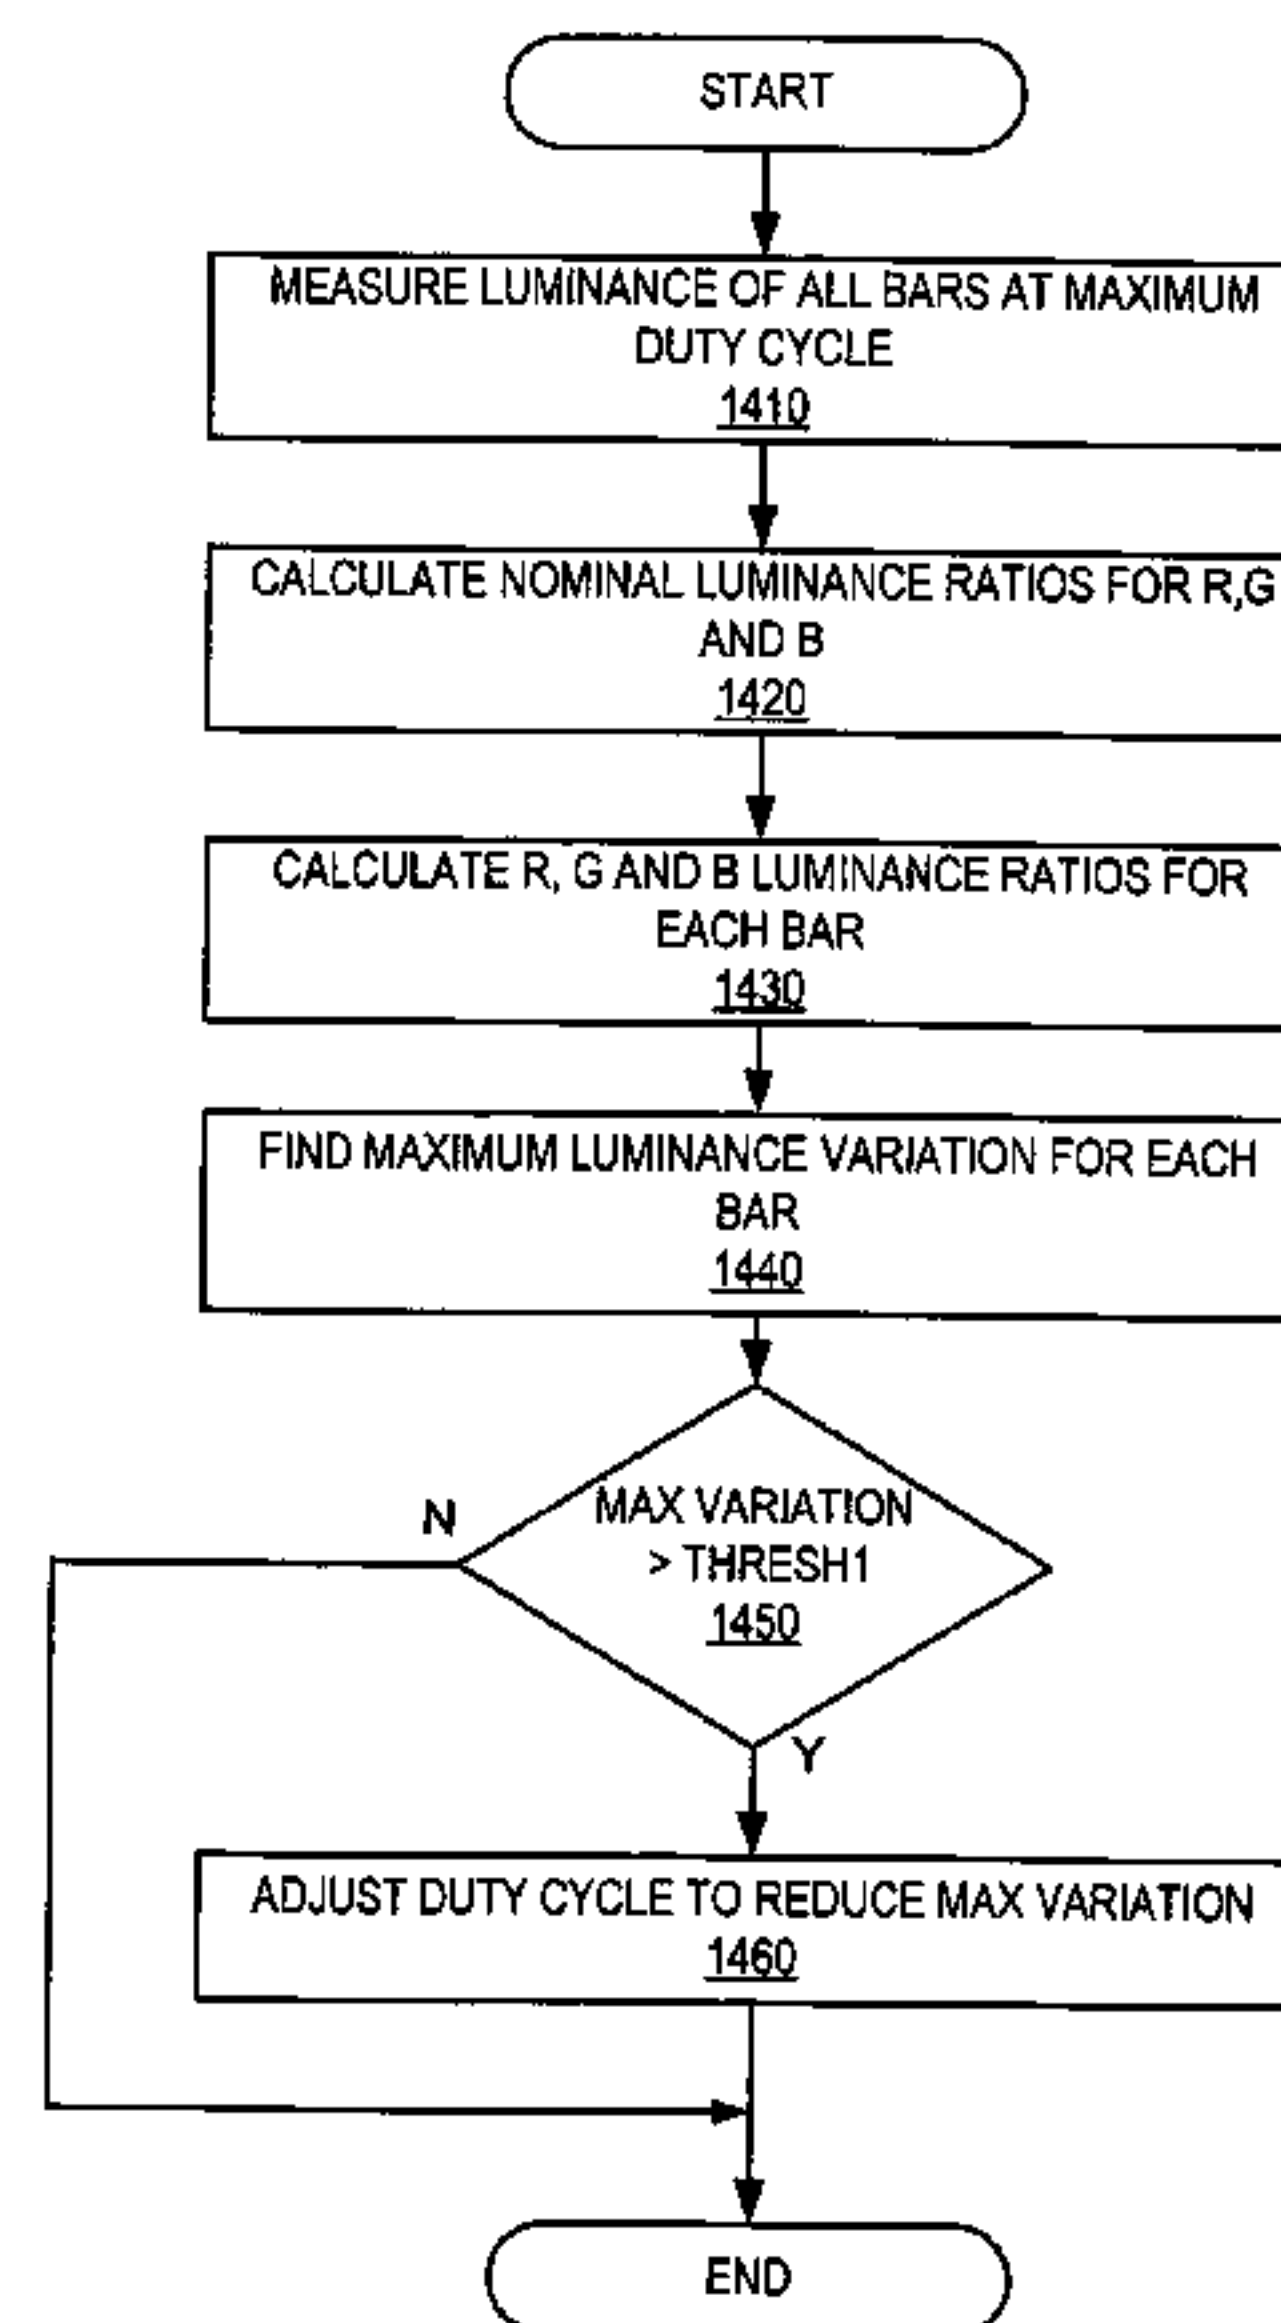 START
MEASURE LUMINANCE OF ALL BARS AT MAXIMUM
DUTY CYCLE
1410
CALCULATE NOMINAL LUMINANCE RATIOS FOR R,G
AND B
1420
CALCULATE R, G AND B LUMINANCE RATIOS FOR
EACH BAR
1430
FIND MAXIMUM LUMINANCE VARIATION FOR EACH
BAR
1440
N
MAX VARIATION
> THRESH1
1450
Y
ADJUST DUTY CYCLE TO REDUCE MAX VARIATION
1460
END